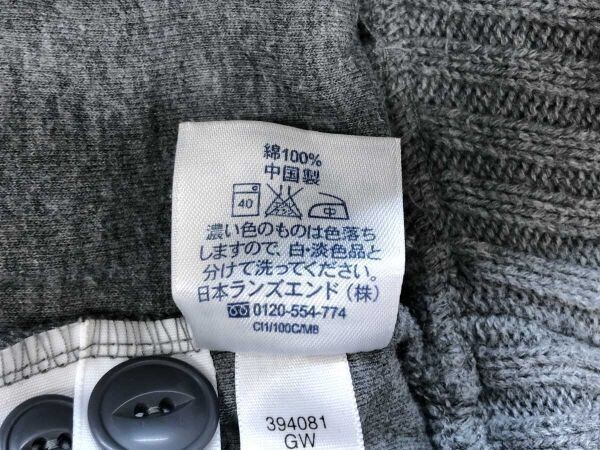 綿100%
中国製
40 中
濃い色のものは色落ち
しますので、白・淡色品と
分けて洗ってください。
日本ランズエンド(株)
0120-554-774
CI1/100C/MB
394081
GW